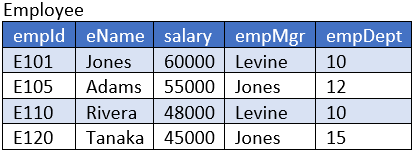 Employee
empId eName salary empMgr empDept
E101 Jones 60000 Levine 10
E105 Adams 55000 Jones 12
E110 Rivera 48000 Levine 10
E120 Tanaka 45000 Jones 15